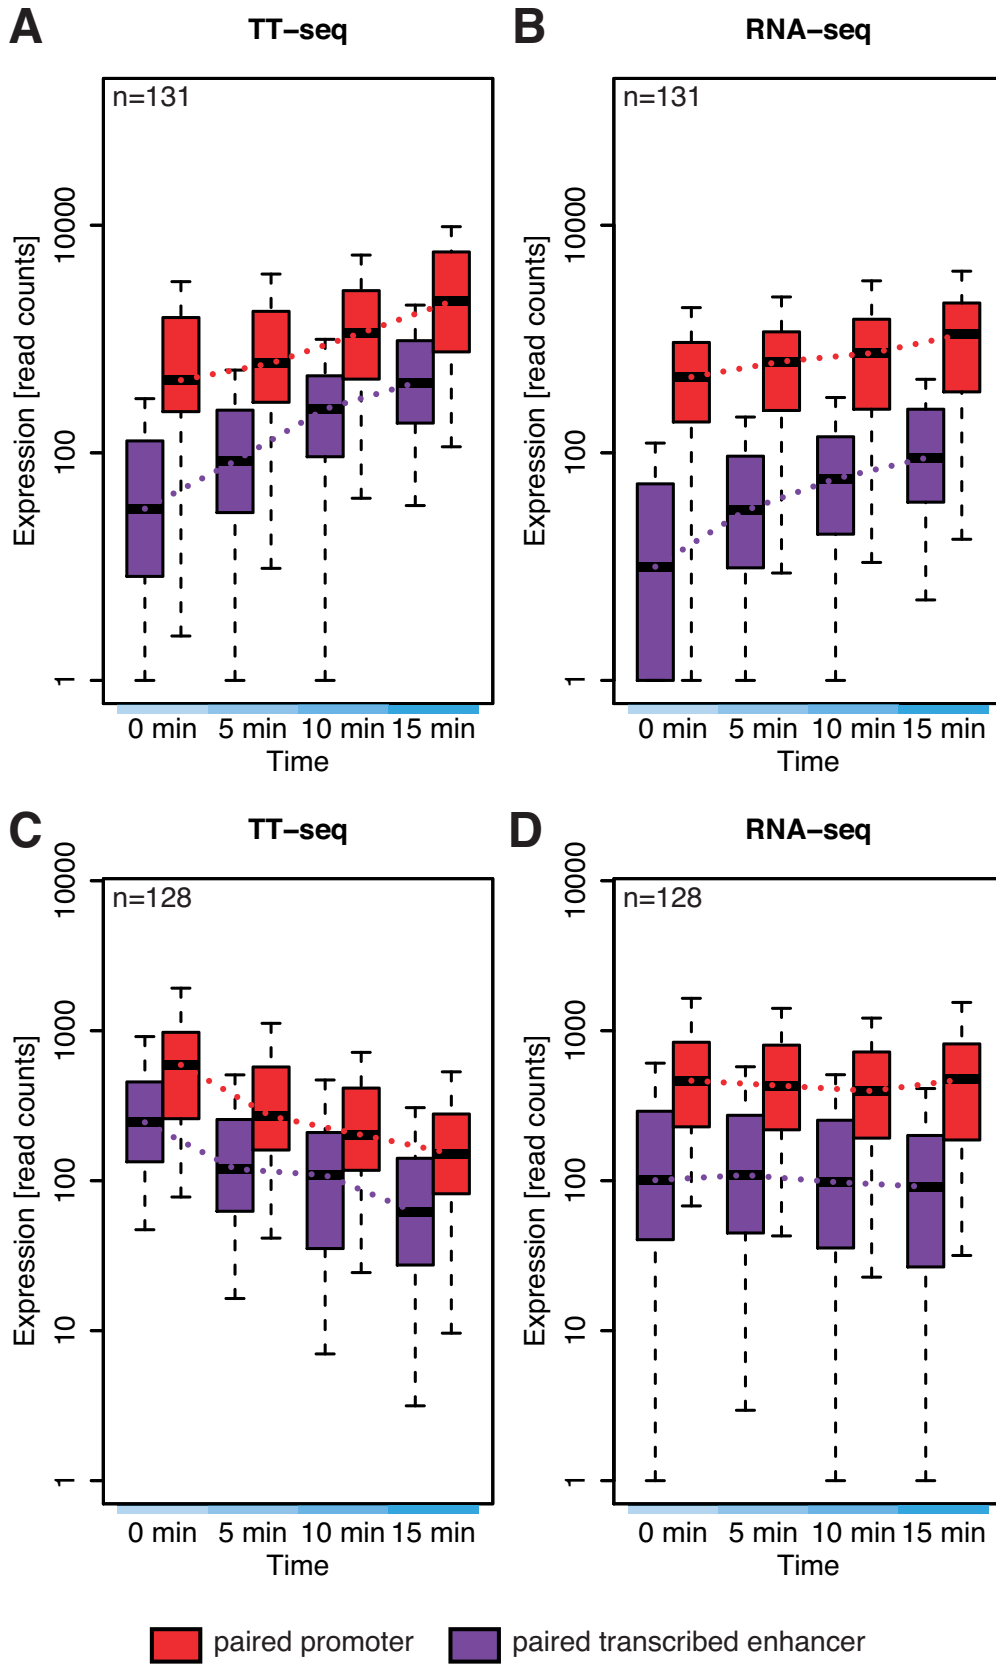 A
TT-seq
n=131
Expression [read counts]
10000
100
1
0 min 5 min 10 min 15 min
Time
B
RNA-seq
n=131
Expression [read counts]
10000
100
1
0 min 5 min 10 min 15 min
Time
C
TT-seq
n=128
Expression [read counts]
10000
1000
100
10
1
0 min 5 min 10 min 15 min
Time
D
RNA-seq
n=128
Expression [read counts]
10000
1000
100
10
1
0 min 5 min 10 min 15 min
Time
paired promoter
paired transcribed enhancer